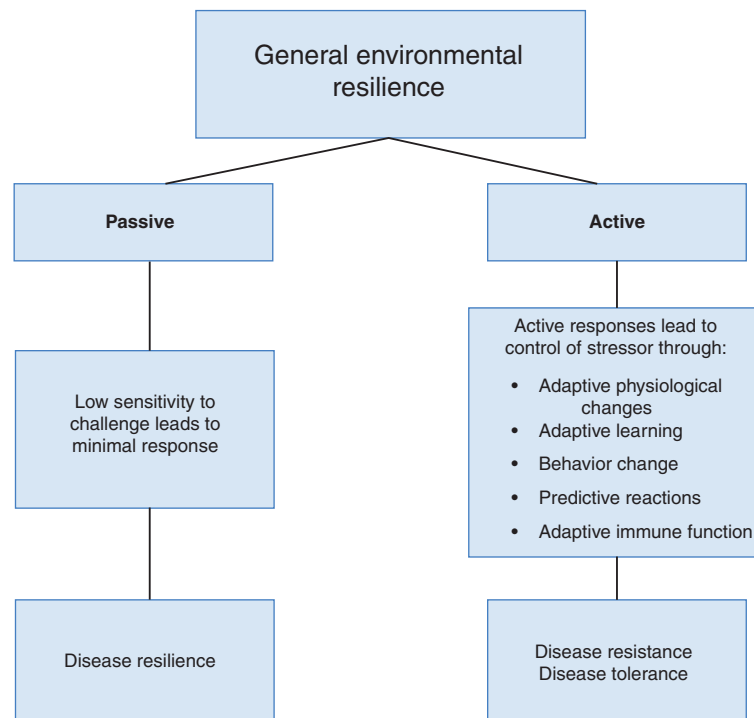 General environmental
resilience
Passive
Active
Low sensitivity to
challenge leads to
minimal response
Active responses lead to
control of stressor through:
• Adaptive physiological
changes
• Adaptive learning
• Behavior change
• Predictive reactions
• Adaptive immune function
Disease resilience
Disease resistance
Disease tolerance